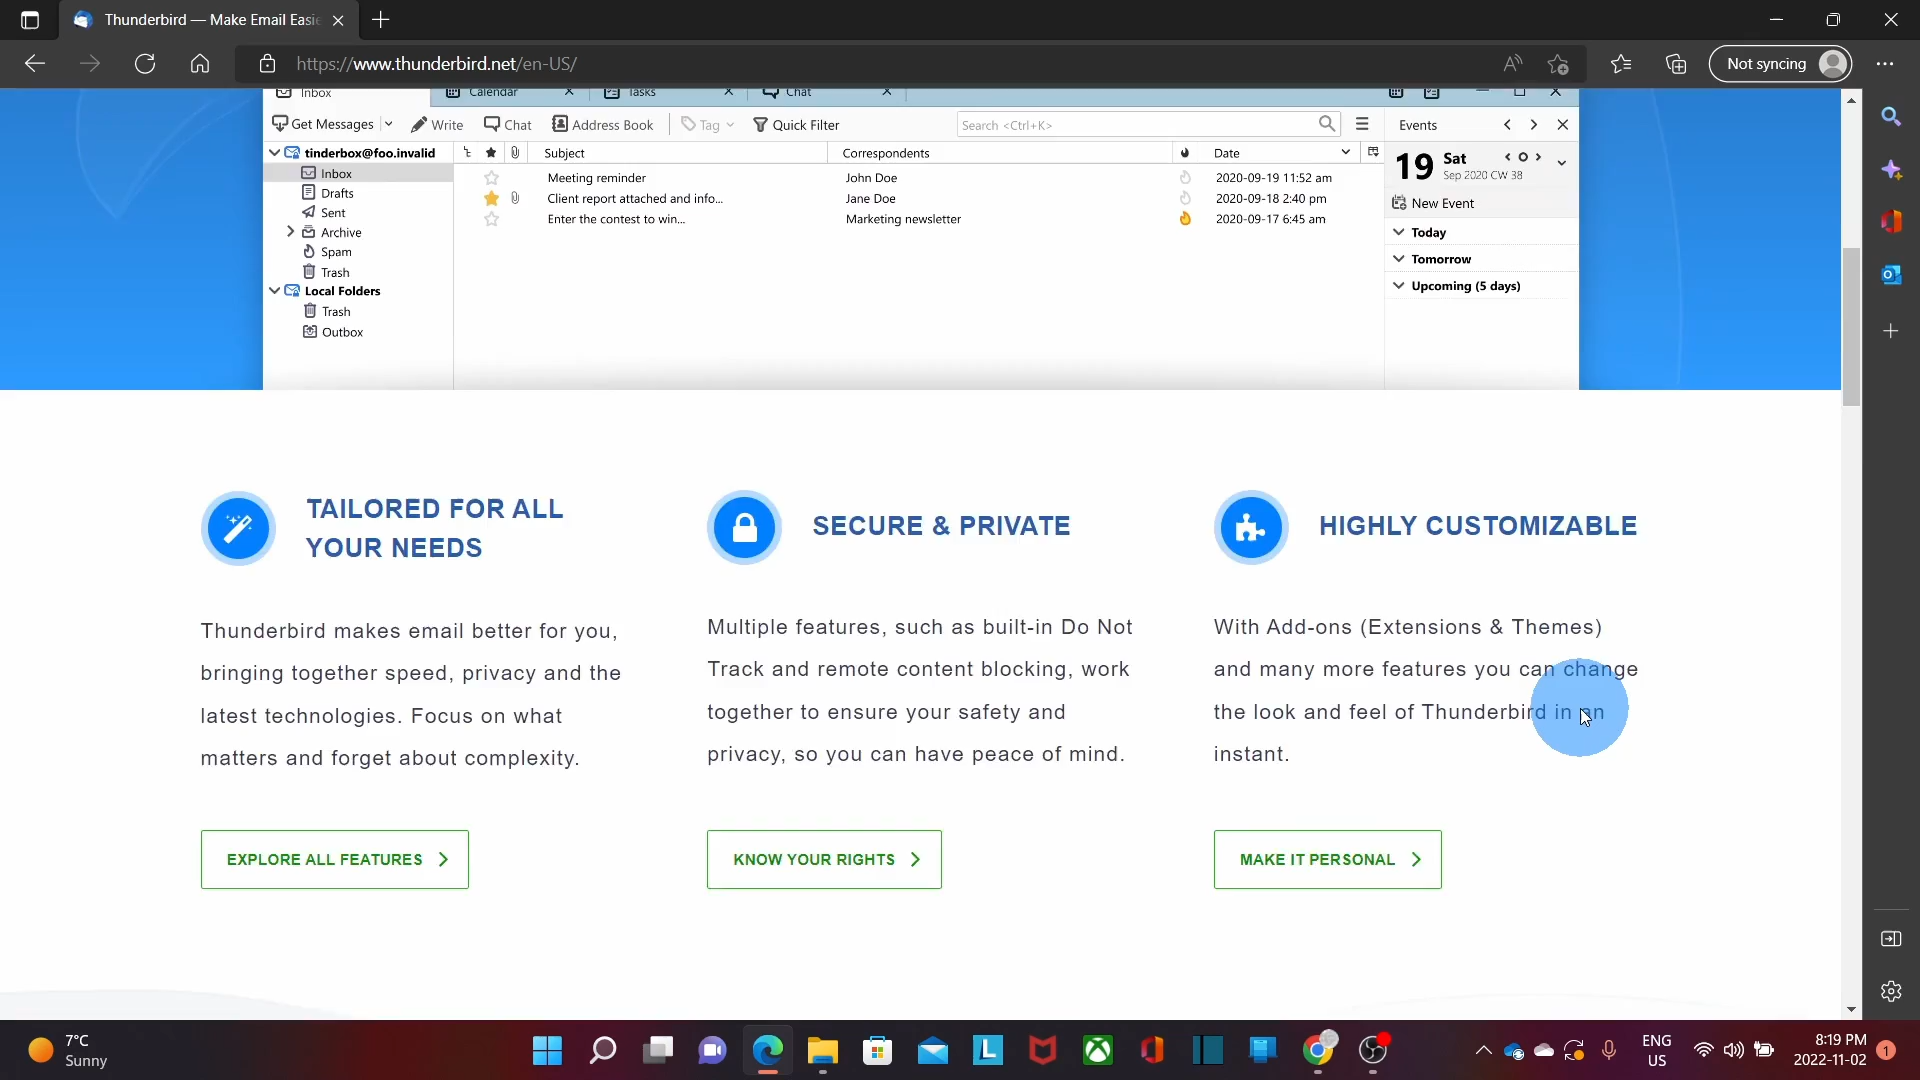 Thunderbird — Make Email Easie
https://www.thunderbird.net/en-US/
Not syncing
Inbox
Calendar
Tasks
Chat
Get Messages
Write
Chat
Address Book
Tag
Quick Filter
Search <Ctrl+K>
Events
tinderbox@foo.invalid
Subject
Correspondents
Date
19 Sat
Sep 2020 CW 38
Inbox
Meeting reminder John Doe 2020-09-19 11:52 am
Drafts
Client report attached and info... Jane Doe 2020-09-18 2:40 pm
New Event
Sent
Enter the contest to win... Marketing newsletter 2020-09-17 6:45 am
Archive
Today
Spam
Tomorrow
Trash
Local Folders
Upcoming (5 days)
Trash
Outbox
TAILORED FOR ALL
YOUR NEEDS
Thunderbird makes email better for you,
bringing together speed, privacy and the
latest technologies. Focus on what
matters and forget about complexity.
EXPLORE ALL FEATURES
SECURE & PRIVATE
Multiple features, such as built-in Do Not
Track and remote content blocking, work
together to ensure your safety and
privacy, so you can have peace of mind.
KNOW YOUR RIGHTS
HIGHLY CUSTOMIZABLE
With Add-ons (Extensions & Themes)
and many more features you can change
the look and feel of Thunderbird in an
instant.
MAKE IT PERSONAL
7°C
Sunny
ENG
US
8:19 PM
2022-11-02
1